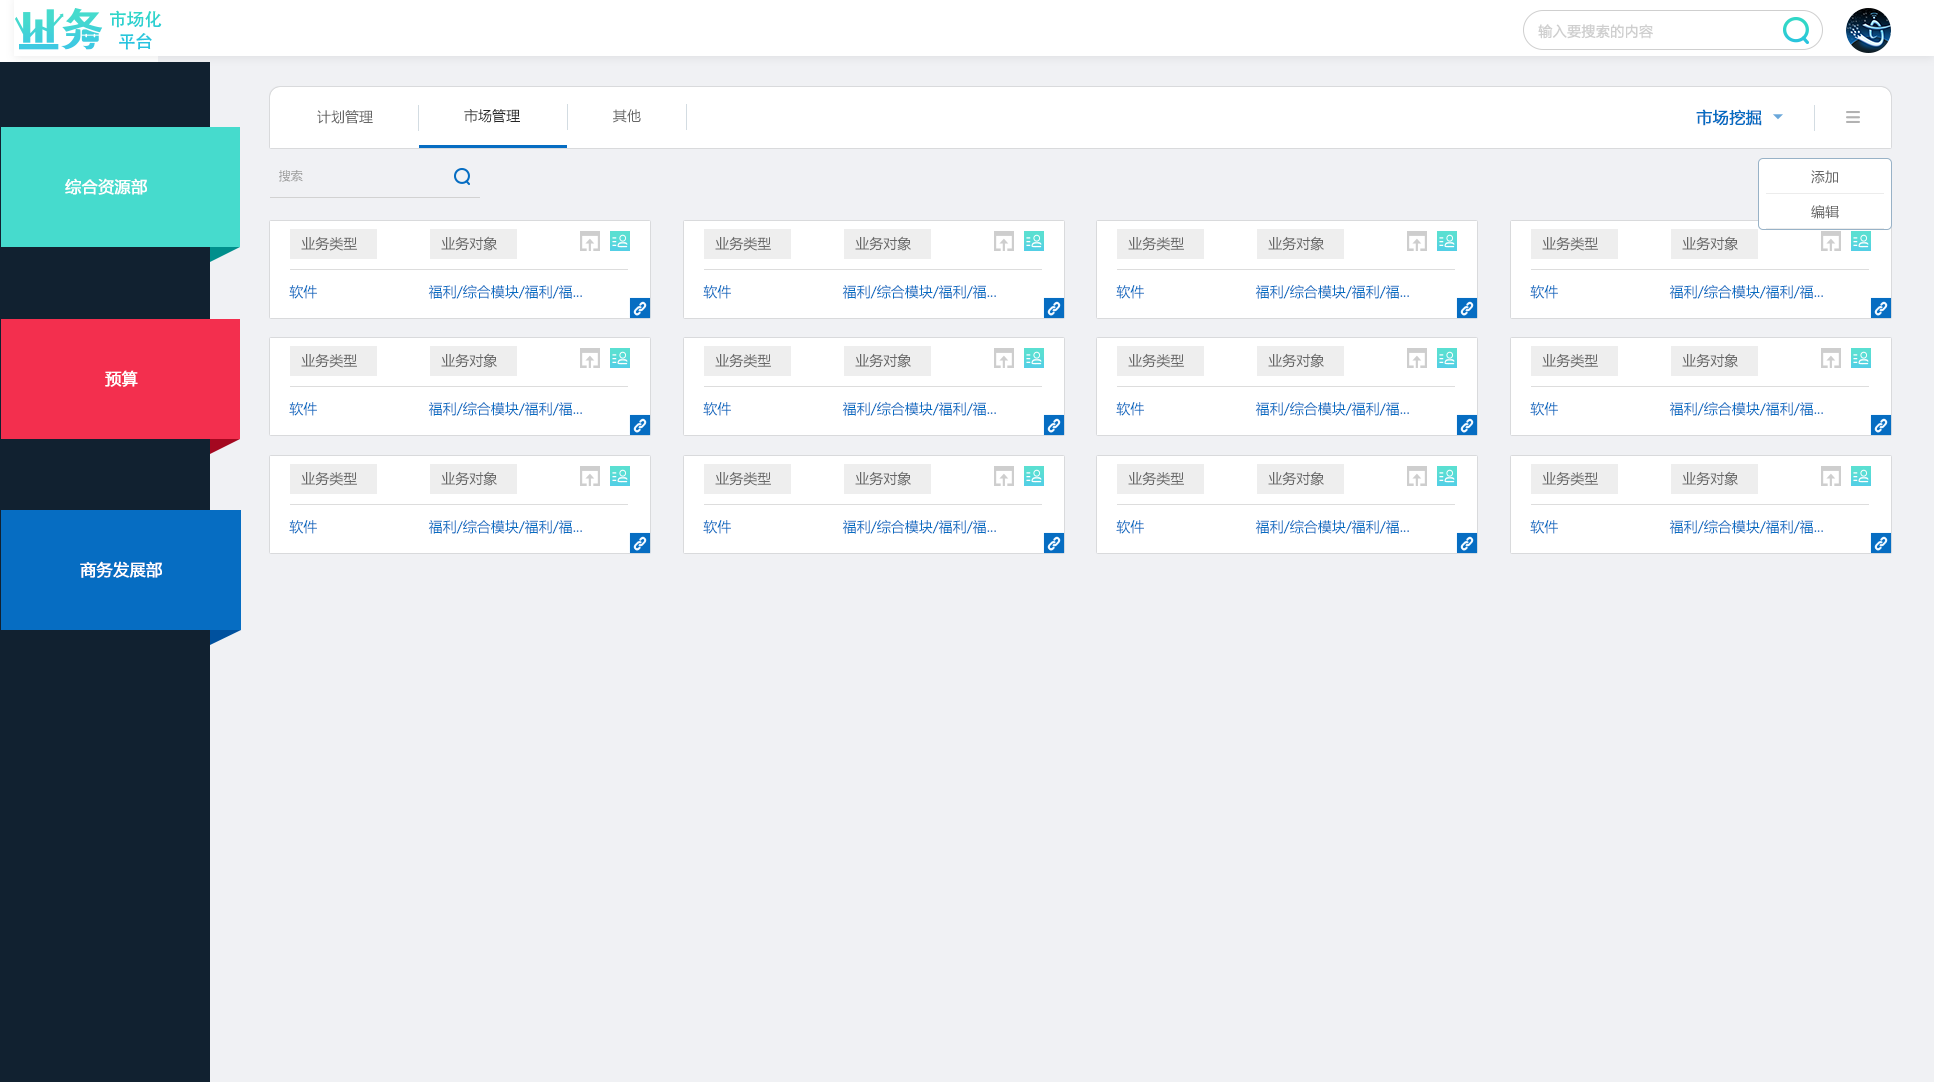 业务 市场化
平台
输入要搜索的内容
计划管理 市场管理 其他 市场挖掘
搜索
添加
编辑
综合资源部
预算
商务发展部
业务类型 业务对象 业务类型 业务对象 业务类型 业务对象 业务类型 业务对象
软件 福利/综合模块/福利/福... 软件 福利/综合模块/福利/福... 软件 福利/综合模块/福利/福... 软件 福利/综合模块/福利/福...
业务类型 业务对象 业务类型 业务对象 业务类型 业务对象 业务类型 业务对象
软件 福利/综合模块/福利/福... 软件 福利/综合模块/福利/福... 软件 福利/综合模块/福利/福... 软件 福利/综合模块/福利/福...
业务类型 业务对象 业务类型 业务对象 业务类型 业务对象 业务类型 业务对象
软件 福利/综合模块/福利/福... 软件 福利/综合模块/福利/福... 软件 福利/综合模块/福利/福... 软件 福利/综合模块/福利/福...